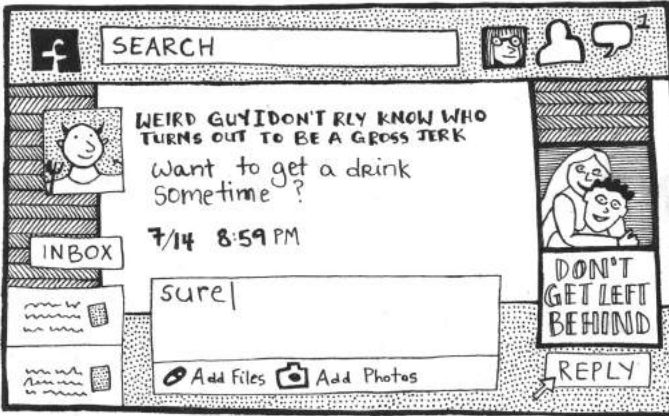 f
SEARCH
1
WEIRD GUY I DON'T RLY KNOW WHO
TURNS OUT TO BE A GROSS JERK
want to get a drink
sometime ?
7/14 8:59 PM
INBOX
sure
Add Files Add Photos
DON'T
GET LEFT
BEHIND
REPLY